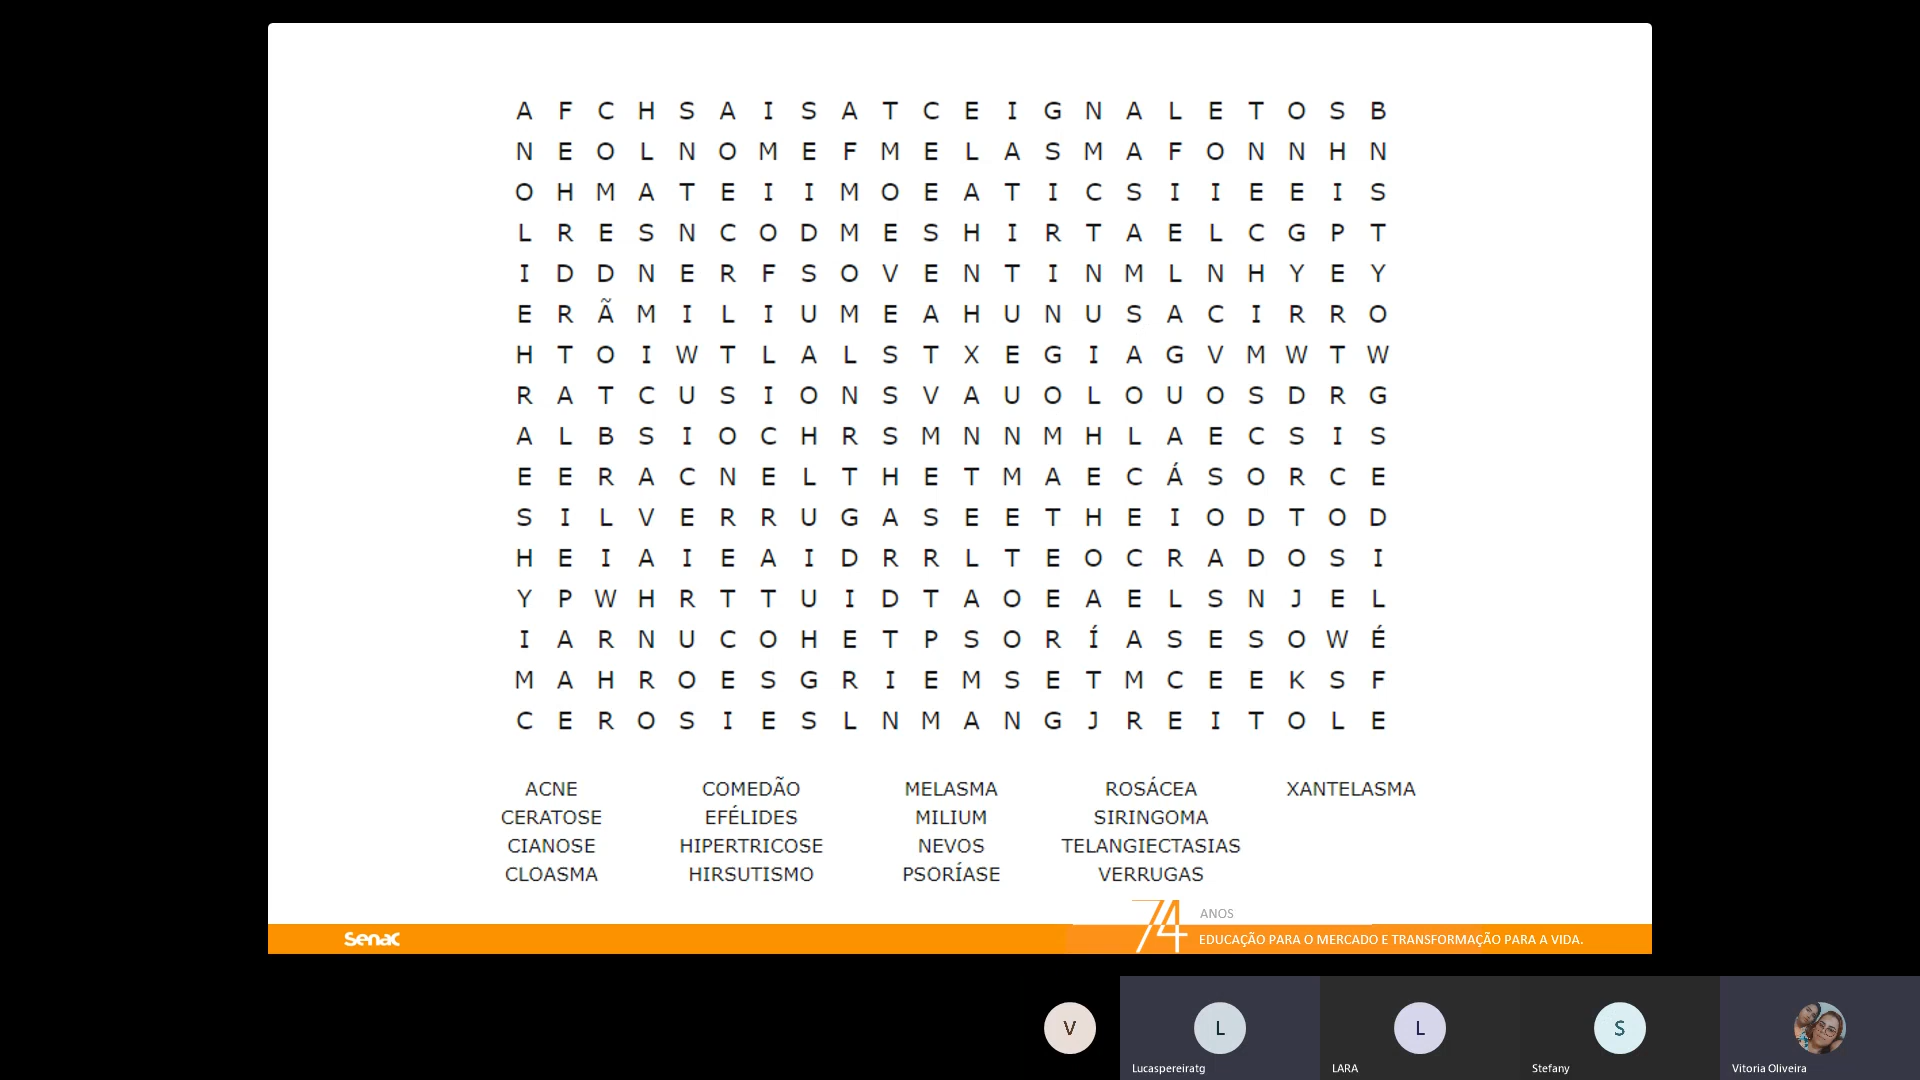 A F C H S A I S A T C E I G N A L E T O S B
N E O L N O M E F M E L A S M A F O N N H N
O H M A T E I I M O E A T I C S I I E E I S
L R E S N C O D M E S H I R T A E L C G P T
I D D N E R F S O V E N T I N M L N H Y E Y
E R Ã M I L I U M E A H U N U S A C I R R O
H T O I W T L A L S T X E G I A G V M W T W
R A T C U S I O N S V A U O L O U O S D R G
A L B S I O C H R S M N N M H L A E C S I S
E E R A C N E L T H E T M A E C Á S O R C E
S I L V E R R U G A S E E T H E I O D T O D
H E I A I E A I D R R L T E O C R A D O S I
Y P W H R T T U I D T A O E A E L S N J E L
I A R N U C O H E T P S O R Í A S E S O W É
M A H R O E S G R I E M S E T M C E E K S F
C E R O S I E S L N M A N G J R E I T O L E
ACNE COMEDÃO MELASMA ROSÁCEA XANTELASMA
CERATOSE EFÉLIDES MILIUM SIRINGOMA
CIANOSE HIPERTRICOSE NEVOS TELANGIECTASIAS
CLOASMA HIRSUTISMO PSORÍASE VERRUGAS
Senac
74 ANOS
EDUCAÇÃO PARA O MERCADO E TRANSFORMAÇÃO PARA A VIDA.
V L L S
Lucaspereiratg LARA Stefany Vitoria Oliveira